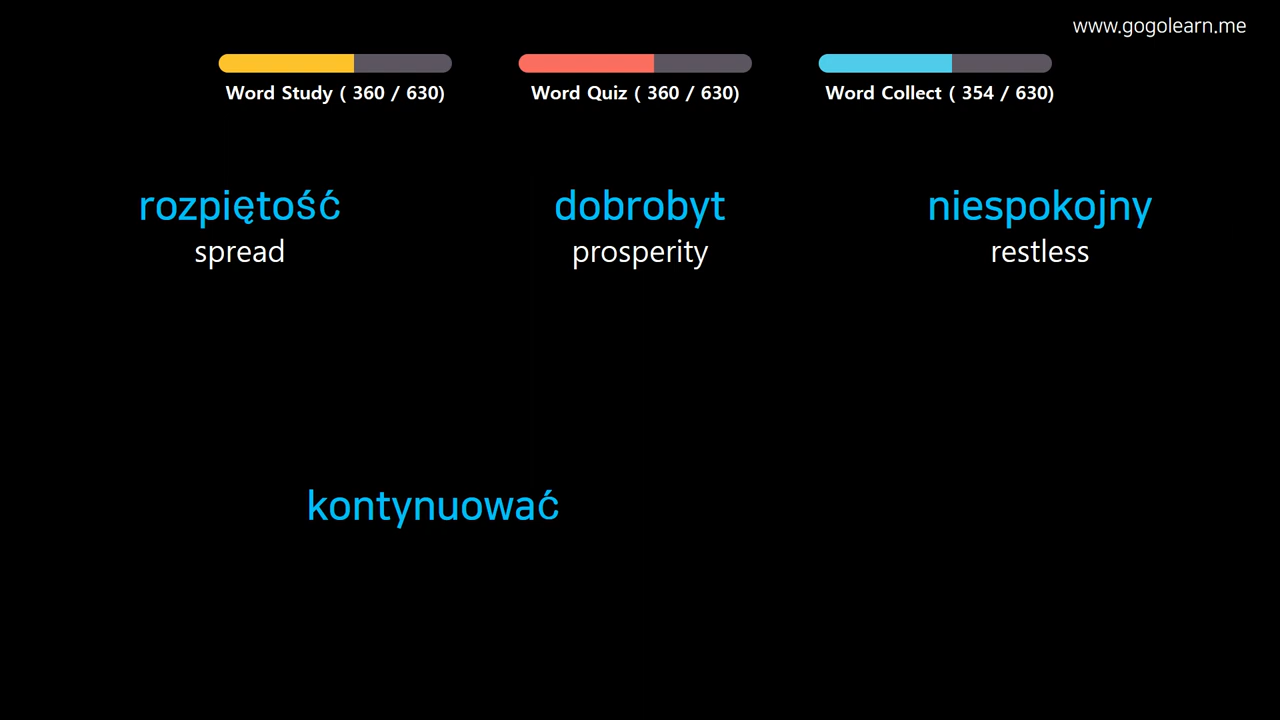 www.gogolearn.me
Word Study ( 360 / 630)
Word Quiz ( 360 / 630)
Word Collect ( 354 / 630)
rozpiętość
spread
dobrobyt
prosperity
niespokojny
restless
kontynuować